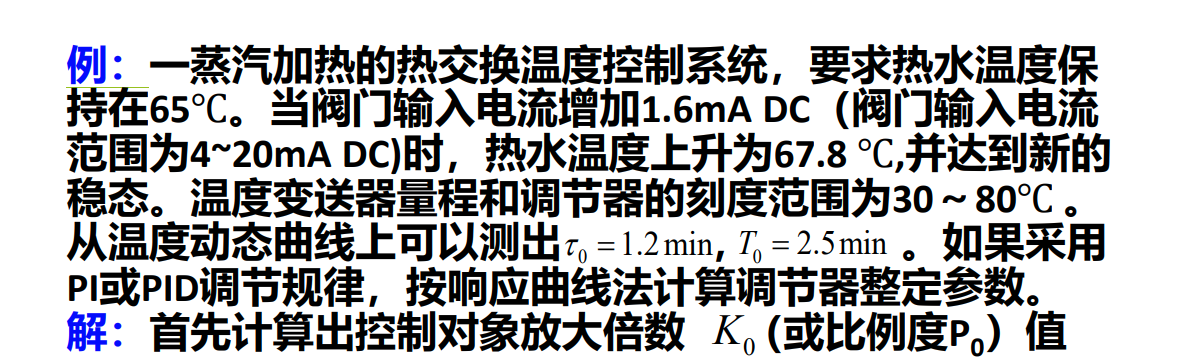 例：一蒸汽加热的热交换温度控制系统，要求热水温度保
持在65℃。当阀门输入电流增加1.6mA DC（阀门输入电流
范围为4~20mA DC)时，热水温度上升为67.8 ℃,并达到新的
稳态。温度变送器量程和调节器的刻度范围为30～80℃ 。
从温度动态曲线上可以测出τ₀ = 1.2 min, T₀ = 2.5 min 。如果采用
PI或PID调节规律，按响应曲线法计算调节器整定参数。
解：首先计算出控制对象放大倍数 K₀ (或比例度P₀）值